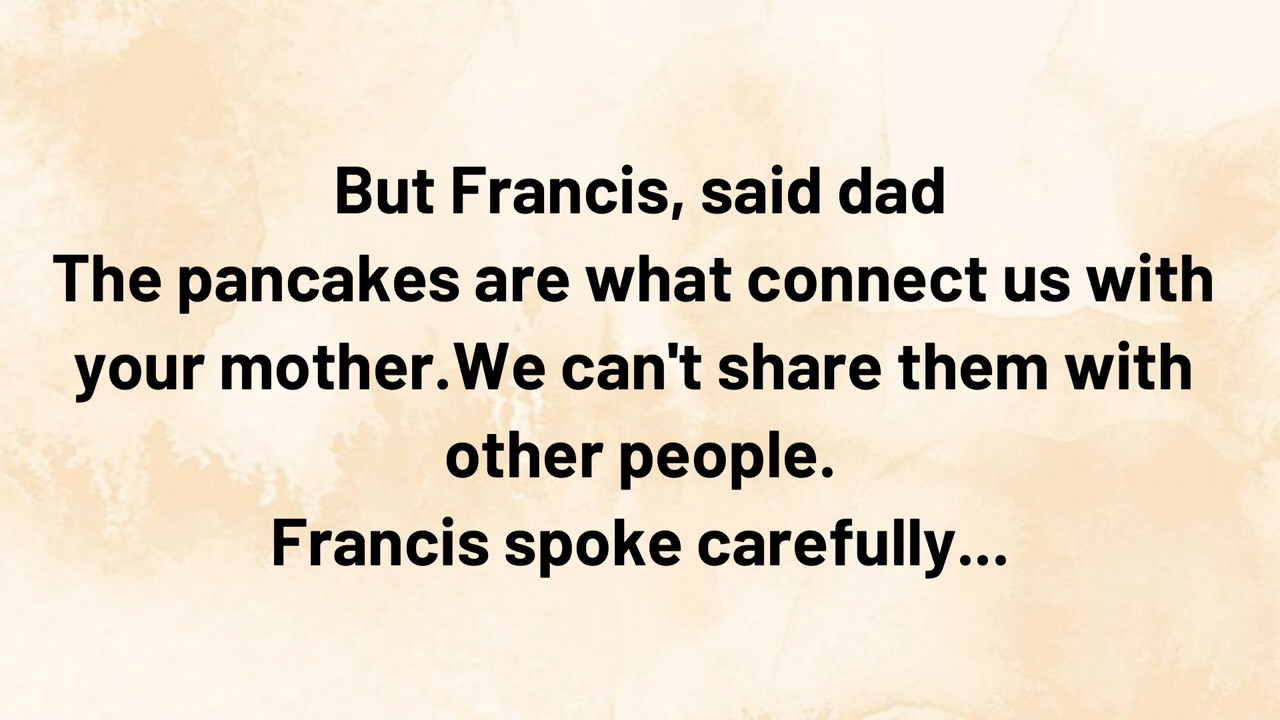 But Francis, said dad
The pancakes are what connect us with
your mother.We can't share them with
other people.
Francis spoke carefully...